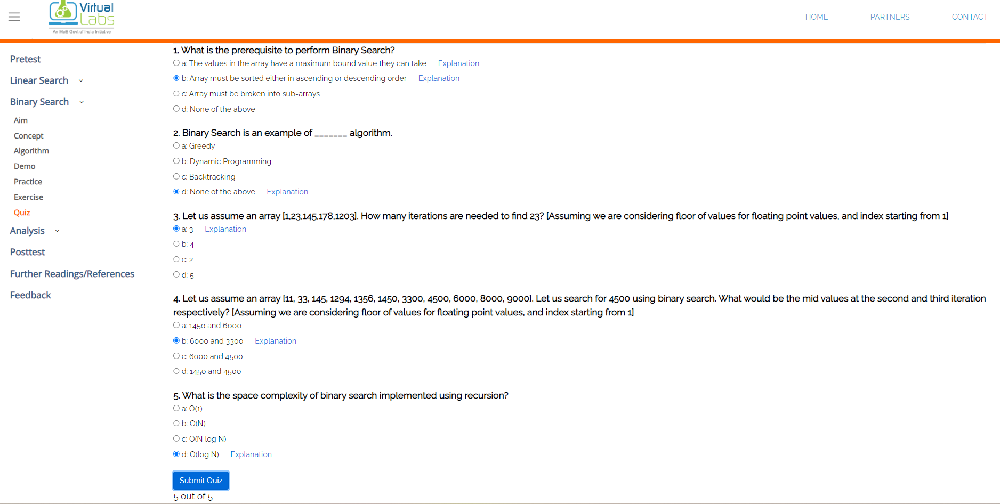 Virtual
Labs
An MoE Govt of India Initiative
HOME PARTNERS CONTACT
Pretest
Linear Search
Binary Search
Aim
Concept
Algorithm
Demo
Practice
Exercise
Quiz
Analysis
Posttest
Further Readings/References
Feedback
1. What is the prerequisite to perform Binary Search?
a: The values in the array have a maximum bound value they can take Explanation
b: Array must be sorted either in ascending or descending order Explanation
c: Array must be broken into sub-arrays
d: None of the above
2. Binary Search is an example of _______ algorithm.
a: Greedy
b: Dynamic Programming
c: Backtracking
d: None of the above Explanation
3. Let us assume an array [1,23,145,178,1203]. How many iterations are needed to find 23? [Assuming we are considering floor of values for floating point values, and index starting from 1]
a: 3 Explanation
b: 4
c: 2
d: 5
4. Let us assume an array [11, 33, 145, 1294, 1356, 1450, 3300, 4500, 6000, 8000, 9000]. Let us search for 4500 using binary search. What would be the mid values at the second and third iteration
respectively? [Assuming we are considering floor of values for floating point values, and index starting from 1]
a: 1450 and 6000
b: 6000 and 3300 Explanation
c: 6000 and 4500
d: 1450 and 4500
5. What is the space complexity of binary search implemented using recursion?
a: O(1)
b: O(N)
c: O(N log N)
d: O(log N) Explanation
Submit Quiz
5 out of 5